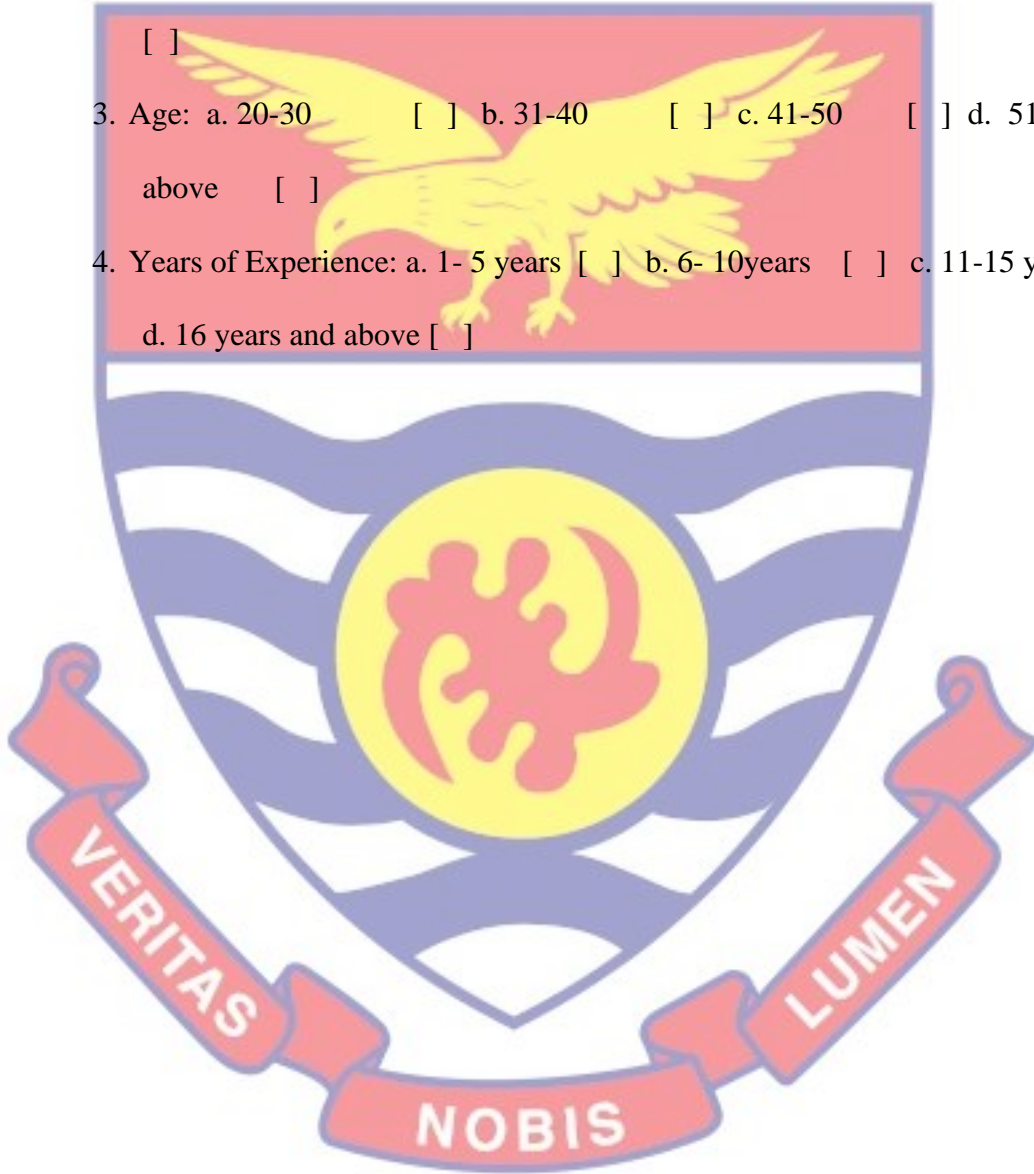 [ ]
3. Age: a. 20-30 [ ] b. 31-40 [ ] c. 41-50 [ ] d. 51
above [ ]
4. Years of Experience: a. 1- 5 years [ ] b. 6- 10years [ ] c. 11-15 y
d. 16 years and above [ ]
VERITAS
NOBIS
LUMEN